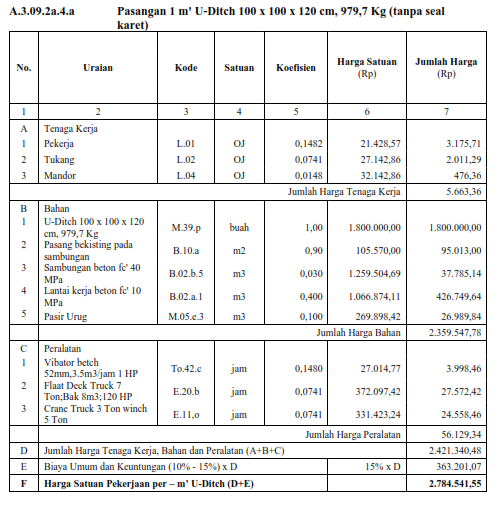 A.3.09.2a.4.a Pasangan 1 m' U-Ditch 100 x 100 x 120 cm, 979,7 Kg (tanpa seal
karet)
No. Uraian Kode Satuan Koefisien Harga Satuan (Rp) Jumlah Harga (Rp)
1 2 3 4 5 6 7
A Tenaga Kerja
1 Pekerja L.01 OJ 0,1482 21.428,57 3.175,71
2 Tukang L.02 OJ 0,0741 27.142,86 2.011,29
3 Mandor L.04 OJ 0,0148 32.142,86 476,36
Jumlah Harga Tenaga Kerja 5.663,36
B Bahan
1 U-Ditch 100 x 100 x 120
cm, 979,7 Kg M.39.p buah 1,00 1.800.000,00 1.800.000,00
2 Pasang bekisting pada
sambungan B.10.a m2 0,90 105.570,00 95.013,00
3 Sambungan beton fc' 40
MPa B.02.b.5 m3 0,030 1.259.504,69 37.785,14
4 Lantai kerja beton fc' 10
MPa B.02.a.1 m3 0,400 1.066.874,11 426.749,64
5 Pasir Urug M.05.e.3 m3 0,100 269.898,42 26.989,84
Jumlah Harga Bahan 2.359.547,78
C Peralatan
1 Vibator betch
52mm,3.5m3/jam 1 HP To.42.c jam 0,1480 27.014,77 3.998,46
2 Flaat Deck Truck 7
Ton;Bak 8m3;120 HP E.20.b jam 0,0741 372.097,42 27.572,42
3 Crane Truck 3 Ton winch
5 Ton E.11,o jam 0,0741 331.423,24 24.558,46
Jumlah Harga Peralatan 56.129,34
D Jumlah Harga Tenaga Kerja, Bahan dan Peralatan (A+B+C) 2.421.340,48
E Biaya Umum dan Keuntungan (10% - 15%) x D 15% x D 363.201,07
F Harga Satuan Pekerjaan per – m' U-Ditch (D+E) 2.784.541,55